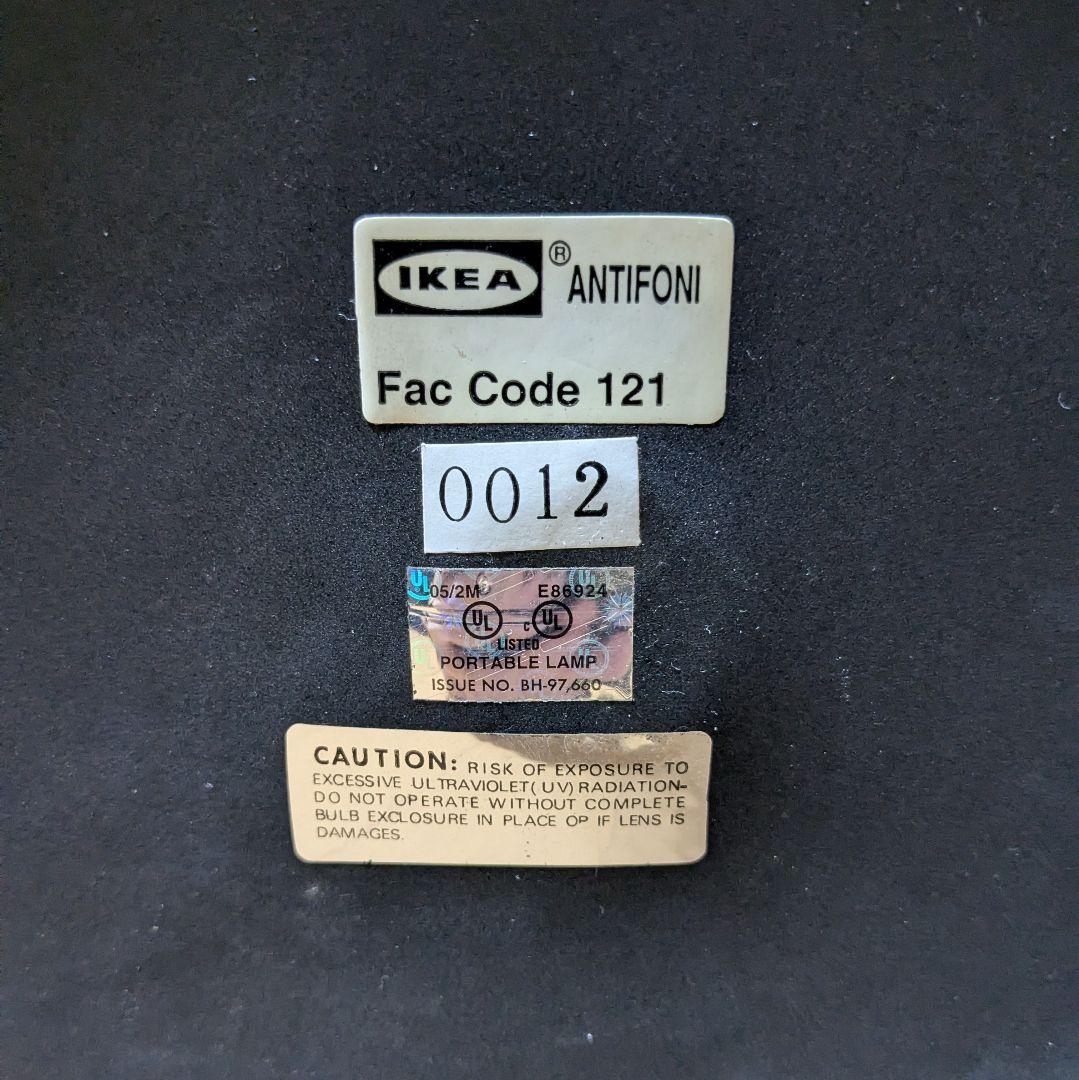 IKEA® ANTIFONI
Fac Code 121
0012
05/2M E86924
UL c UL
LISTED
PORTABLE LAMP
ISSUE NO. BH-97,660
CAUTION: RISK OF EXPOSURE TO
EXCESSIVE ULTRAVIOLET(UV) RADIATION-
DO NOT OPERATE WITHOUT COMPLETE
BULB EXCLOSURE IN PLACE OP IF LENS IS
DAMAGES.